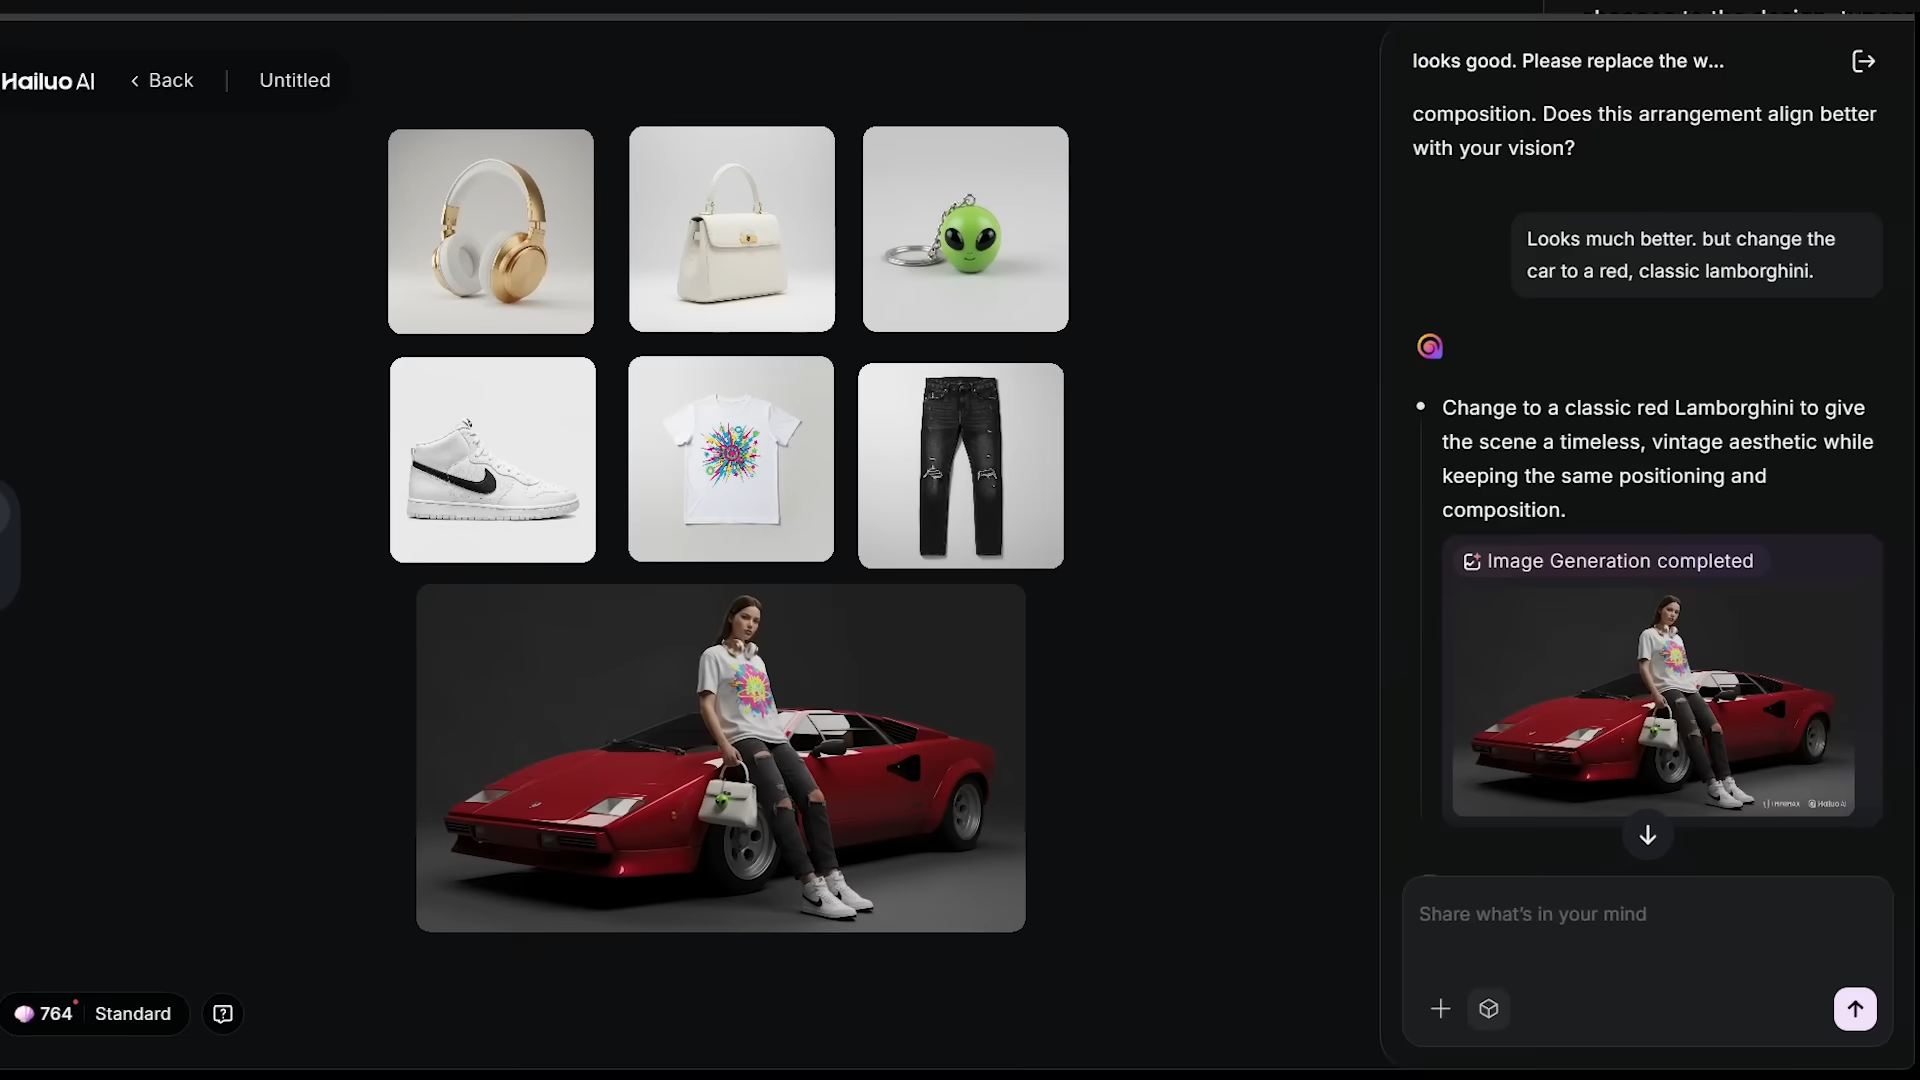 Hailuo AI
Back
Untitled
looks good. Please replace the w...
composition. Does this arrangement align better
with your vision?
Looks much better. but change the
car to a red, classic lamborghini.
Change to a classic red Lamborghini to give
the scene a timeless, vintage aesthetic while
keeping the same positioning and
composition.
Image Generation completed
MINIMAX
Hailuo AI
Share what's in your mind
764
Standard